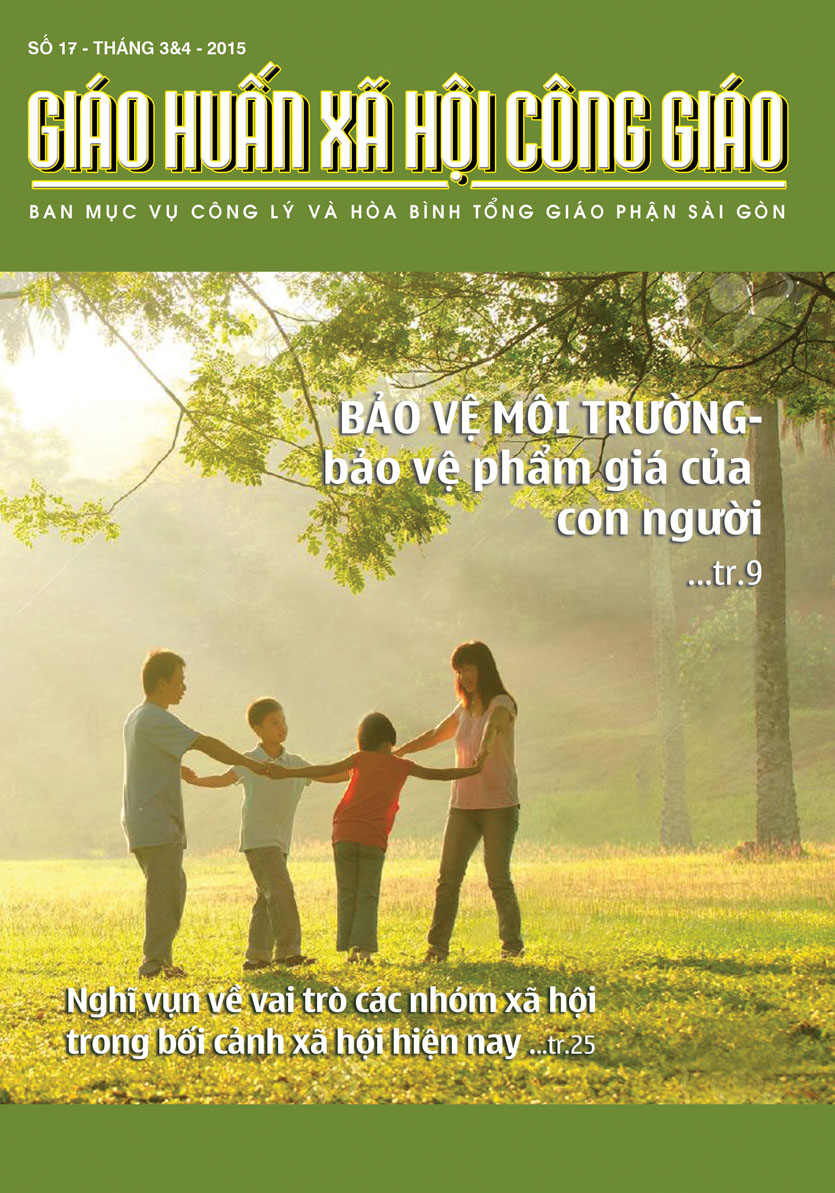 SỐ 17 - THÁNG 3&4 - 2015
GIÁO HUẤN XÃ HỘI CÔNG GIÁO
BAN MỤC VỤ CÔNG LÝ VÀ HÒA BÌNH TỔNG GIÁO PHẬN SÀI GÒN
BẢO VỆ MÔI TRƯỜNG-
bảo vệ phẩm giá của
con người
...tr.9
Nghĩ vụn về vai trò các nhóm xã hội
trong bối cảnh xã hội hiện nay ...tr.25